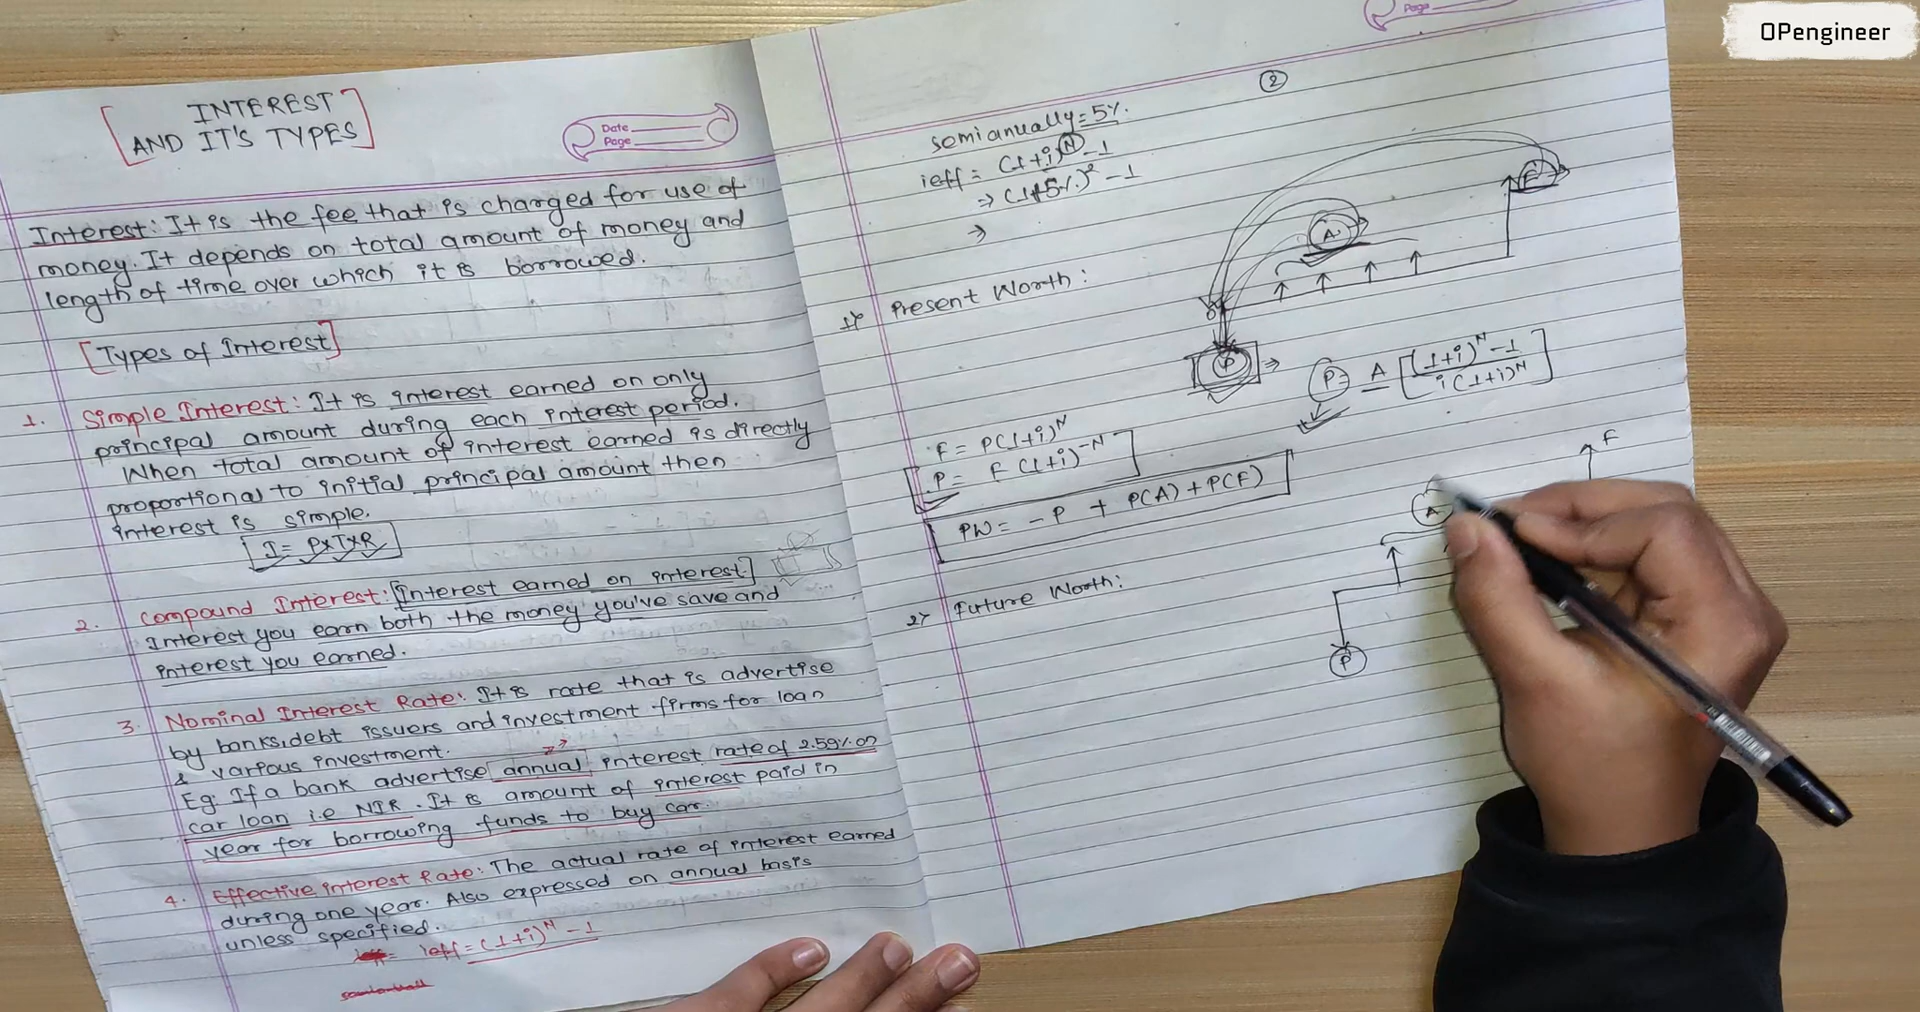 OPengineer
INTEREST
AND IT'S TYPES
Date
Page
Interest: It is the fee that is charged for use of
money. It depends on total amount of money and
length of time over which it is borrowed.
[Types of Interest]
1. Simple Interest: It is interest earned on only
principal amount during each interest period.
When total amount of interest earned is directly
proportional to initial principal amount then
interest is simple.
I = P×T×R
2. Compound Interest: [Interest earned on interest]
Interest you earn both the money you've save and
interest you earned.
3. Nominal Interest Rate: It is rate that is advertise
by banks, debt issuers and investment firms for loan
& various investment.
Eg: If a bank advertise annual interest rate of 2.59% on
car loan i.e NIR. It is amount of interest paid in
year for borrowing funds to buy car.
4. Effective interest Rate: The actual rate of interest earned
during one year. Also expressed on annual basis
unless specified.
ieff = (1+i)^N - 1
Page
2
semianually = 5%.
ieff = (1+i)^N - 1
⇒ (1+5%)² - 1
⇒
1) Present Worth:
A
F
P
P = A [(1+i)^N - 1 / i(1+i)^N]
F = P(1+i)^N
P = F(1+i)^-N
PW = -P + P(A) + P(F)
2) Future Worth:
F
A
P